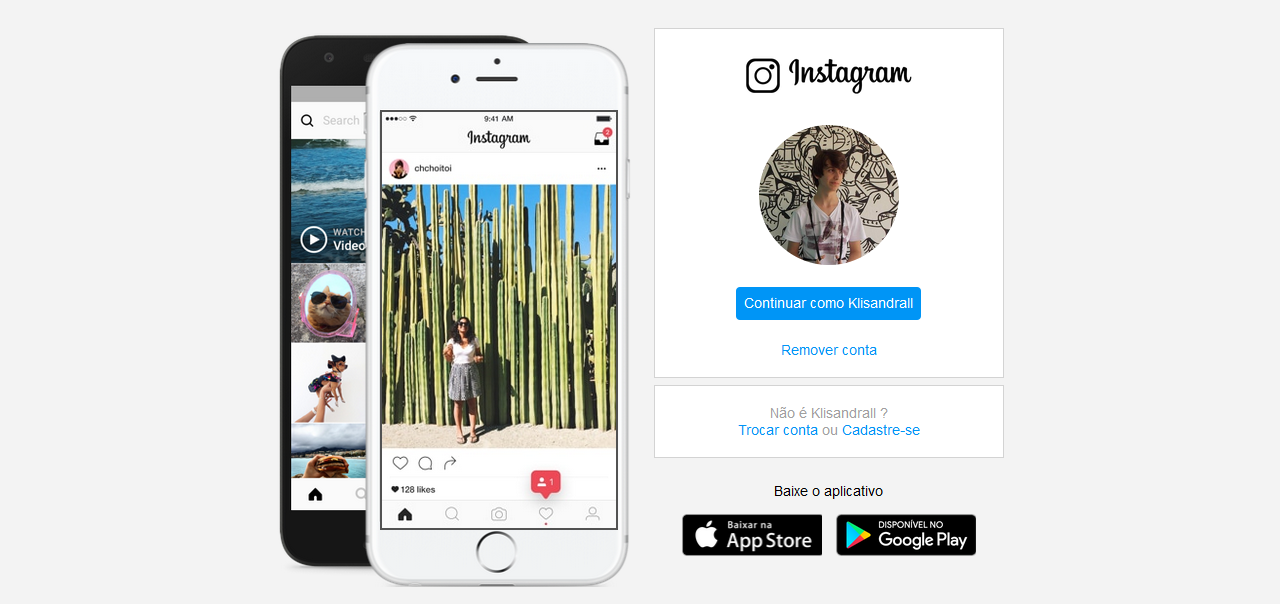 Search
WATCH
Video
9:41 AM
Instagram
2
chchoitoi
128 likes
1
Instagram
Continuar como Klisandrall
Remover conta
Não é Klisandrall ?
Trocar conta ou Cadastre-se
Baixe o aplicativo
Baixar na
App Store
DISPONÍVEL NO
Google Play